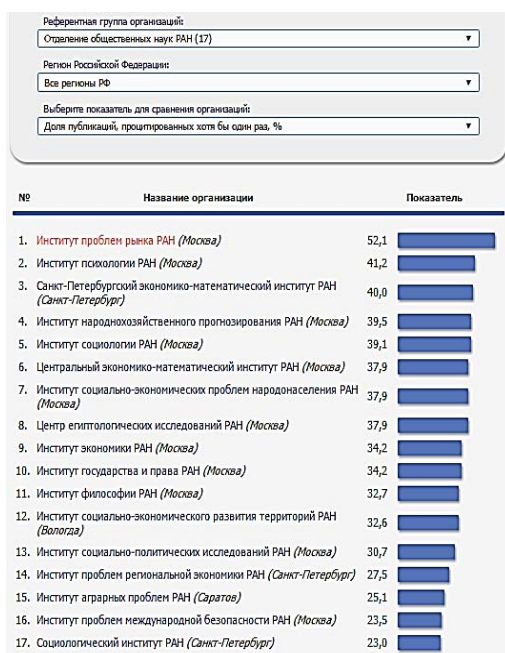 Референтная группа организаций:
Отделение общественных наук РАН (17)
Регион Российской Федерации:
Все регионы РФ
Выберите показатель для сравнения организаций:
Доля публикаций, процитированных хотя бы один раз, %
№ Название организации Показатель
1. Институт проблем рынка РАН (Москва) 52,1
2. Институт психологии РАН (Москва) 41,2
3. Санкт-Петербургский экономико-математический институт РАН
(Санкт-Петербург) 40,0
4. Институт народнохозяйственного прогнозирования РАН (Москва) 39,5
5. Институт социологии РАН (Москва) 39,1
6. Центральный экономико-математический институт РАН (Москва) 37,9
7. Институт социально-экономических проблем народонаселения РАН
(Москва) 37,9
8. Центр египтологических исследований РАН (Москва) 37,9
9. Институт экономики РАН (Москва) 34,2
10. Институт государства и права РАН (Москва) 34,2
11. Институт философии РАН (Москва) 32,7
12. Институт социально-экономического развития территорий РАН
(Вологда) 32,6
13. Институт социально-политических исследований РАН (Москва) 30,7
14. Институт проблем региональной экономики РАН (Санкт-Петербург) 27,5
15. Институт аграрных проблем РАН (Саратов) 25,1
16. Институт проблем международной безопасности РАН (Москва) 23,5
17. Социологический институт РАН (Санкт-Петербург) 23,0